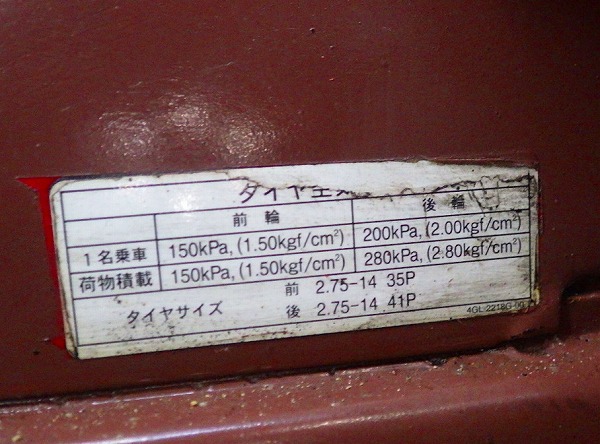 タイヤ空気
前輪 後輪
1名乗車 150kPa,(1.50kgf/cm²) 200kPa,(2.00kgf/cm²)
荷物積載 150kPa,(1.50kgf/cm²) 280kPa,(2.80kgf/cm²)
タイヤサイズ 前 2.75-14 35P
後 2.75-14 41P